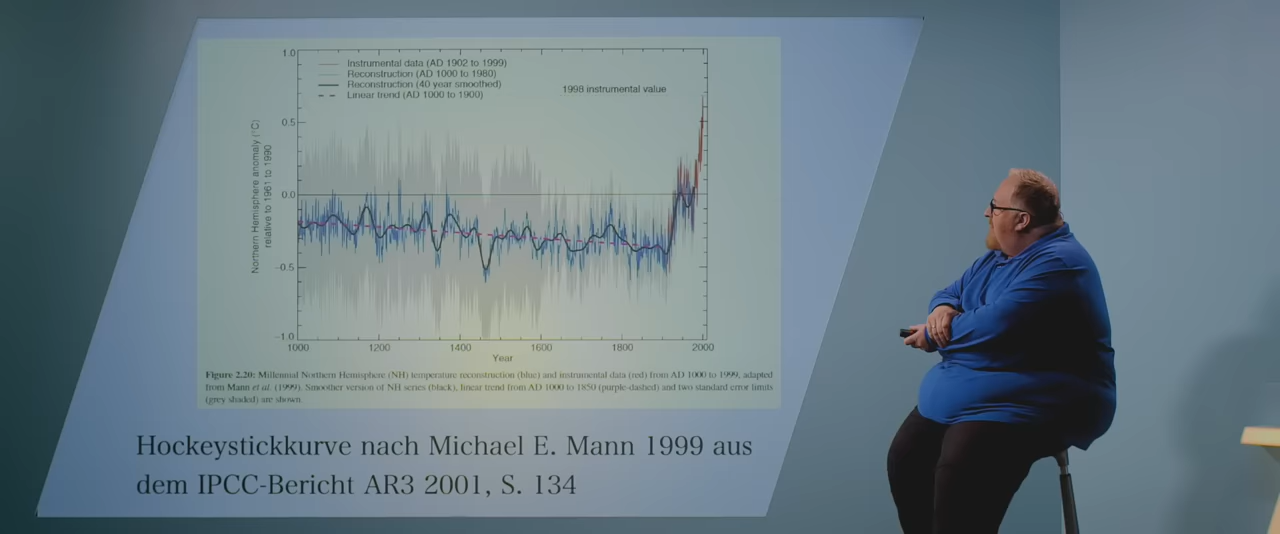 1.0
Instrumental data (AD 1902 to 1999)
Reconstruction (AD 1000 to 1980)
Reconstruction (40 year smoothed)
Linear trend (AD 1000 to 1900)
1998 instrumental value
0.5
Northern Hemisphere anomaly (°C)
relative to 1961 to 1990
0.0
−0.5
−1.0
1000 1200 1400 1600 1800 2000
Year
Figure 2.20: Millennial Northern Hemisphere (NH) temperature reconstruction (blue) and instrumental data (red) from AD 1000 to 1999, adapted
from Mann et al. (1999). Smoother version of NH series (black), linear trend from AD 1000 to 1850 (purple-dashed) and two standard error limits
(grey shaded) are shown.
Hockeystickkurve nach Michael E. Mann 1999 aus
dem IPCC-Bericht AR3 2001, S. 134